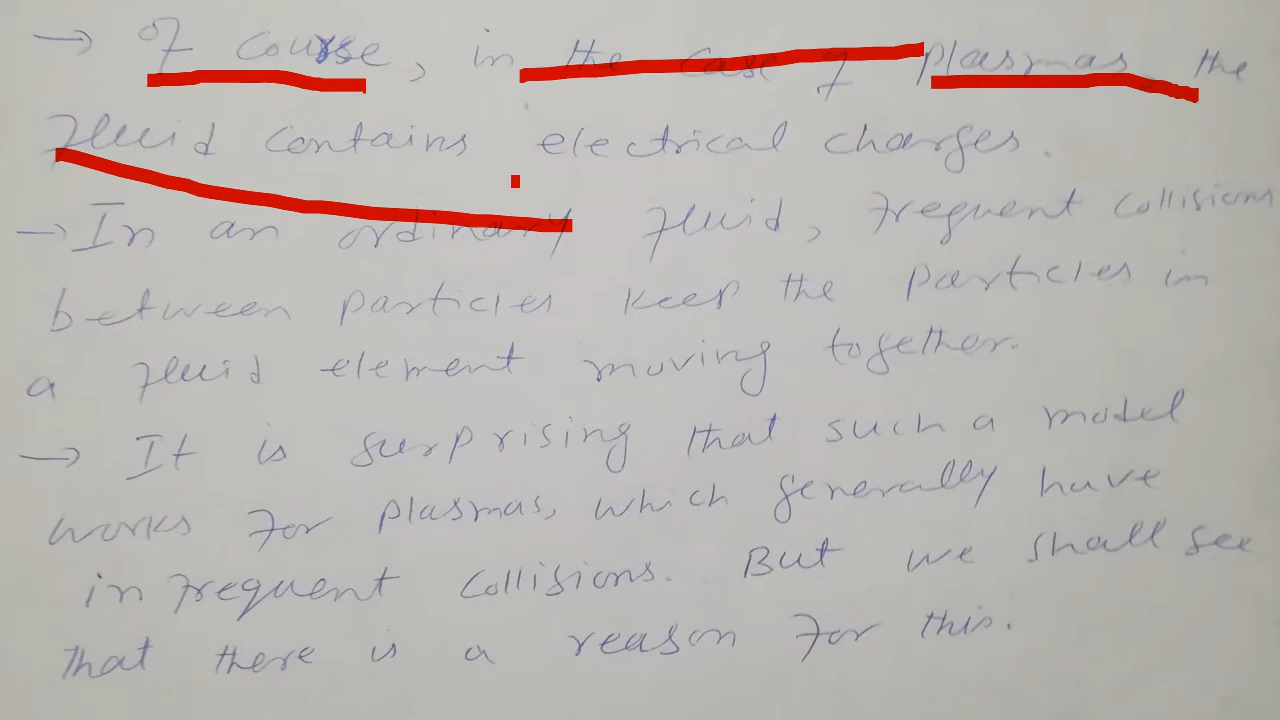 → Of course, in the case of plasmas the
fluid contains electrical charges.
→ In an ordinary fluid, frequent collisions
between particles keep the particles in
a fluid element moving together.
→ It is surprising that such a model
works for plasmas, which generally have
infrequent collisions. But we shall see
that there is a reason for this.